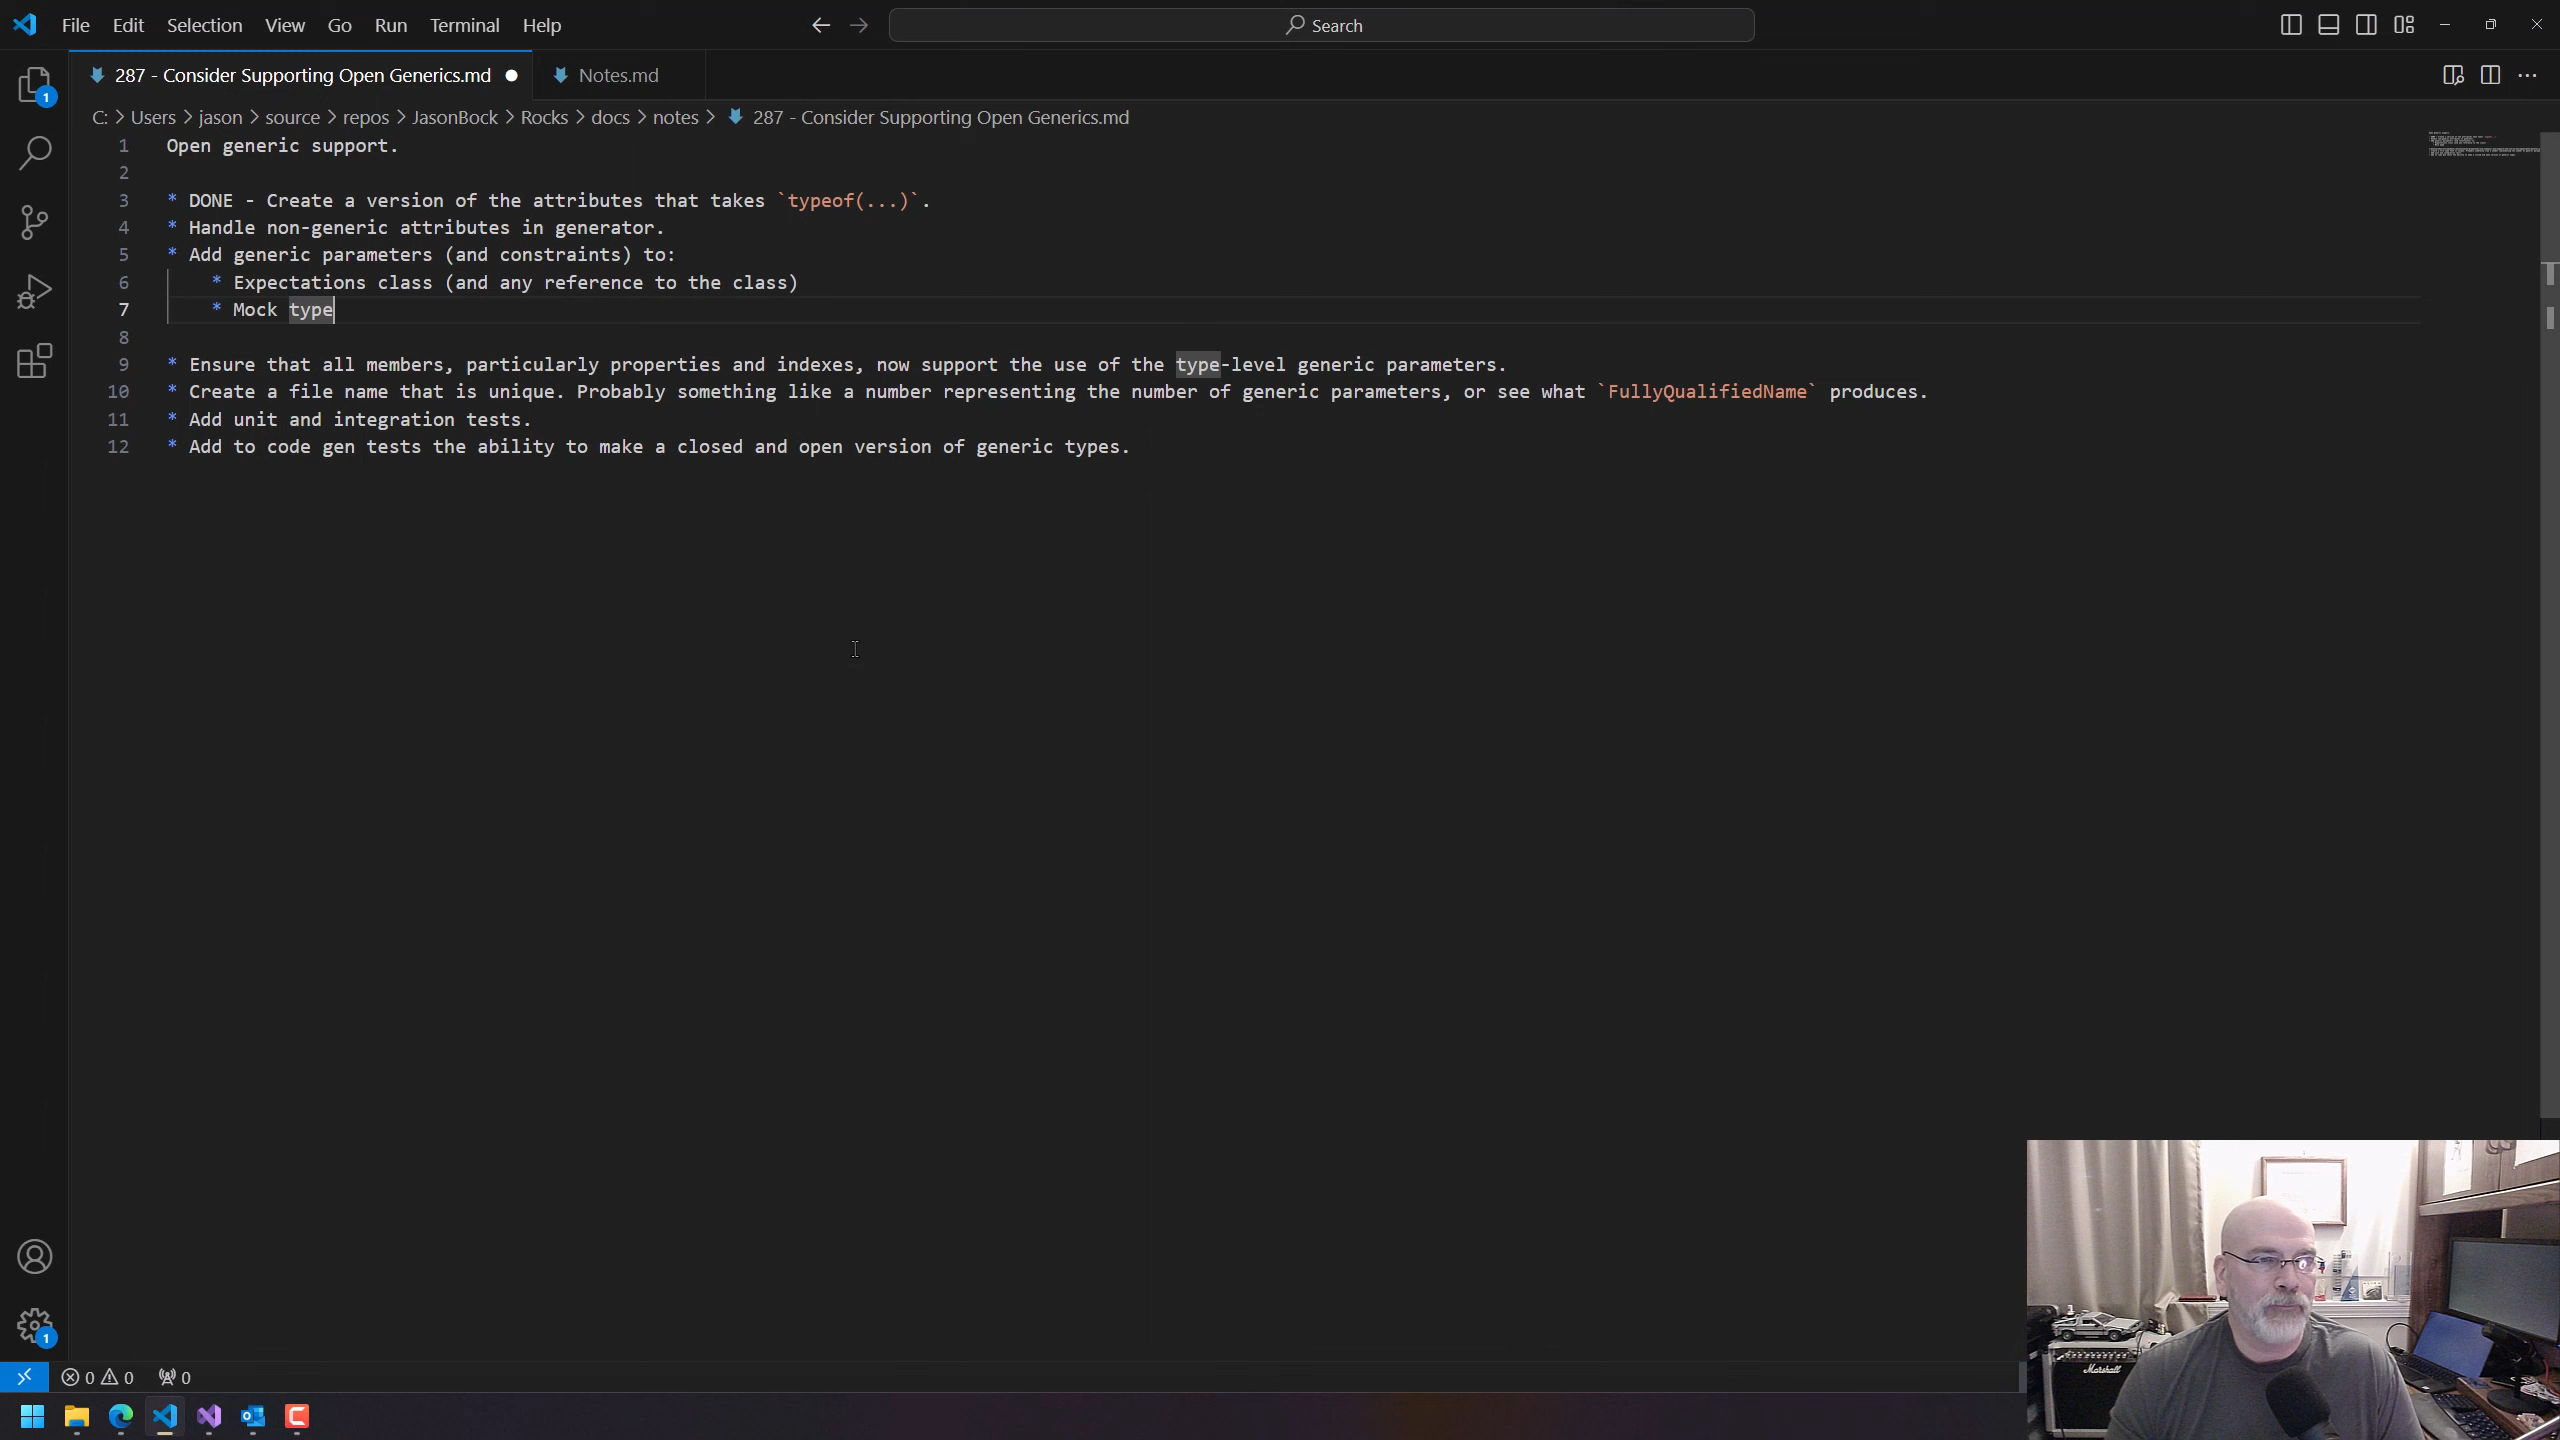 File Edit Selection View Go Run Terminal Help
Search
287 - Consider Supporting Open Generics.md
Notes.md
C: > Users > jason > source > repos > JasonBock > Rocks > docs > notes > 287 - Consider Supporting Open Generics.md
1 Open generic support.
2
3 * DONE - Create a version of the attributes that takes `typeof(...)`.
4 * Handle non-generic attributes in generator.
5 * Add generic parameters (and constraints) to:
6 * Expectations class (and any reference to the class)
7 * Mock type
8
9 * Ensure that all members, particularly properties and indexes, now support the use of the type-level generic parameters.
10 * Create a file name that is unique. Probably something like a number representing the number of generic parameters, or see what `FullyQualifiedName` produces.
11 * Add unit and integration tests.
12 * Add to code gen tests the ability to make a closed and open version of generic types.
1
1
0 0 0
Marshall